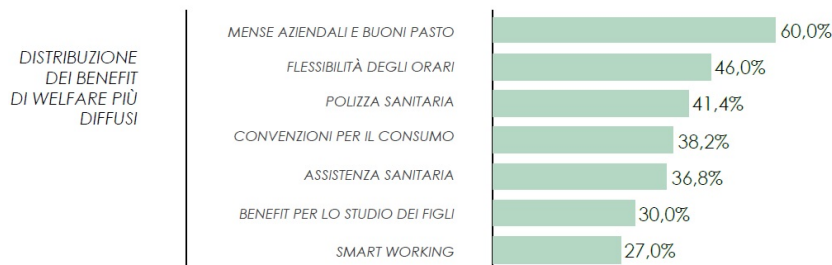 DISTRIBUZIONE
DEI BENEFIT
DI WELFARE PIÙ
DIFFUSI
MENSE AZIENDALI E BUONI PASTO 60,0%
FLESSIBILITÀ DEGLI ORARI 46,0%
POLIZZA SANITARIA 41,4%
CONVENZIONI PER IL CONSUMO 38,2%
ASSISTENZA SANITARIA 36,8%
BENEFIT PER LO STUDIO DEI FIGLI 30,0%
SMART WORKING 27,0%